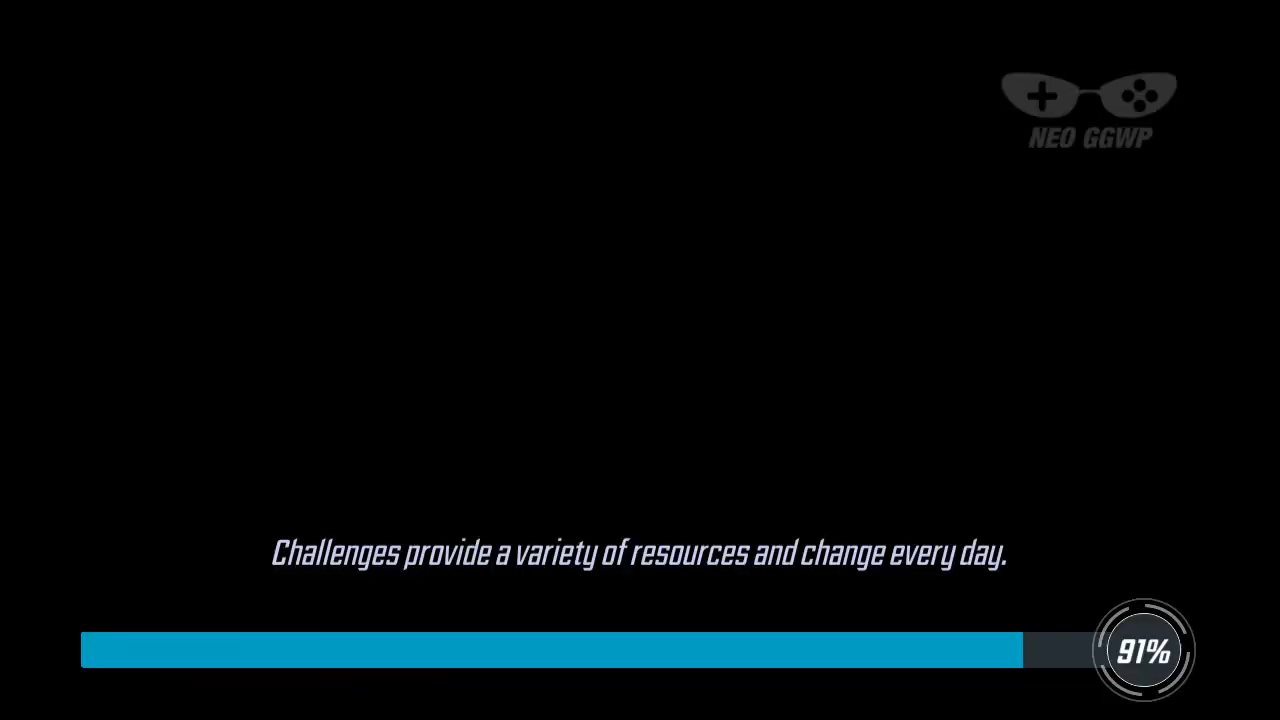 NEO GGWP
Challenges provide a variety of resources and change every day.
91%